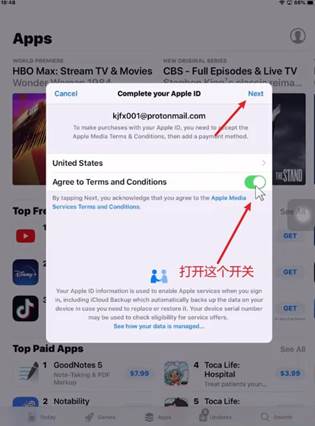 18:48
86%
Apps
WORLD PREMIERE
NEW ORIGINAL SERIES
HBO Max: Stream TV & Movies
CBS - Full Episodes & Live TV
Wonder Woman 1984
Cancel
Complete your Apple ID
Next
kjfx001@protonmail.com
To make purchases with your Apple ID, you need to accept the
Apple Media Terms & Conditions, then add a payment method.
United States
Agree to Terms and Conditions
By tapping Next, you acknowledge that you agree to the Apple Media
Services Terms and Conditions.
THE STAND
Top Fre
See All
1
GET
2
GET
3
GET
打开这个开关
Your Apple ID information is used to enable Apple services when you sign
in, including iCloud Backup which automatically backs up the data on your
device in case you need to replace or restore it. Your device serial number
may be used to check eligibility for service offers.
See how your data is managed...
Top Paid Apps
See All
1 GoodNotes 5
Note-Taking & PDF
Markup
$7.99
4 Toca Life:
Hospital
Treat patients your...
$3.99
2 Notability
5 Toca Life:
Today
Games
Apps
Updates
Search